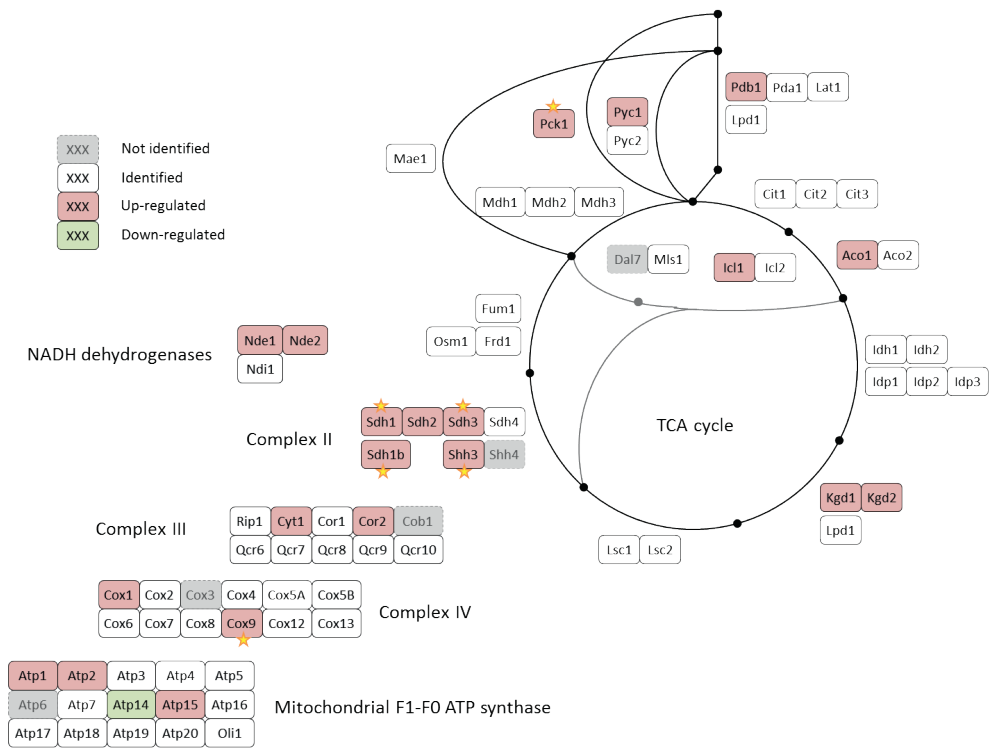 Pdb1 Pda1 Lat1
Pck1
Pyc1
Lpd1
Pyc2
XXX Not identified
Mae1
XXX Identified
Cit1 Cit2 Cit3
Mdh1 Mdh2 Mdh3
XXX Up-regulated
XXX Down-regulated
Aco1 Aco2
Dal7 Mls1
Icl1 Icl2
Fum1
Osm1 Frd1
NADH dehydrogenases
Nde1 Nde2
Ndi1
Idh1 Idh2
Idp1 Idp2 Idp3
TCA cycle
Complex II
Sdh1 Sdh2 Sdh3 Sdh4
Sdh1b Shh3 Shh4
Kgd1 Kgd2
Lpd1
Complex III
Rip1 Cyt1 Cor1 Cor2 Cob1
Qcr6 Qcr7 Qcr8 Qcr9 Qcr10
Lsc1 Lsc2
Cox1 Cox2 Cox3 Cox4 Cox5A Cox5B
Cox6 Cox7 Cox8 Cox9 Cox12 Cox13
Complex IV
Atp1 Atp2 Atp3 Atp4 Atp5
Atp6 Atp7 Atp14 Atp15 Atp16
Atp17 Atp18 Atp19 Atp20 Oli1
Mitochondrial F1-F0 ATP synthase